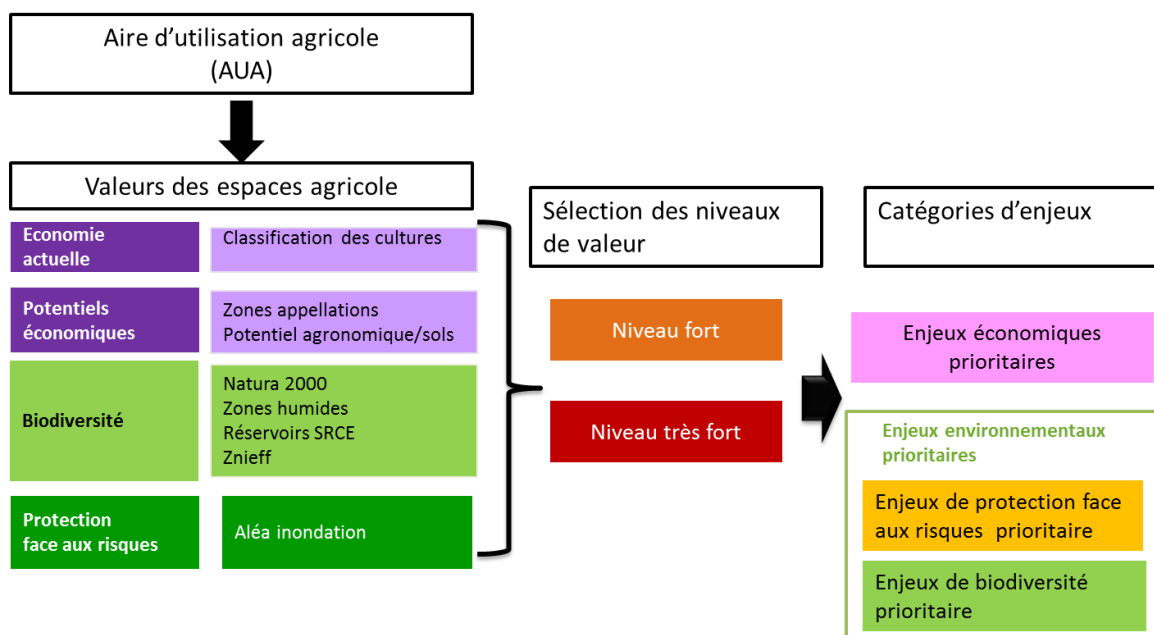 Aire d’utilisation agricole
(AUA)
Valeurs des espaces agricole
Economie
actuelle
Classification des cultures
Potentiels
économiques
Zones appellations
Potentiel agronomique/sols
Biodiversité
Natura 2000
Zones humides
Réservoirs SRCE
Znieff
Protection
face aux risques
Aléa inondation
Sélection des niveaux
de valeur
Niveau fort
Niveau très fort
Catégories d’enjeux
Enjeux économiques
prioritaires
Enjeux environnementaux
prioritaires
Enjeux de protection face
aux risques prioritaire
Enjeux de biodiversité
prioritaire